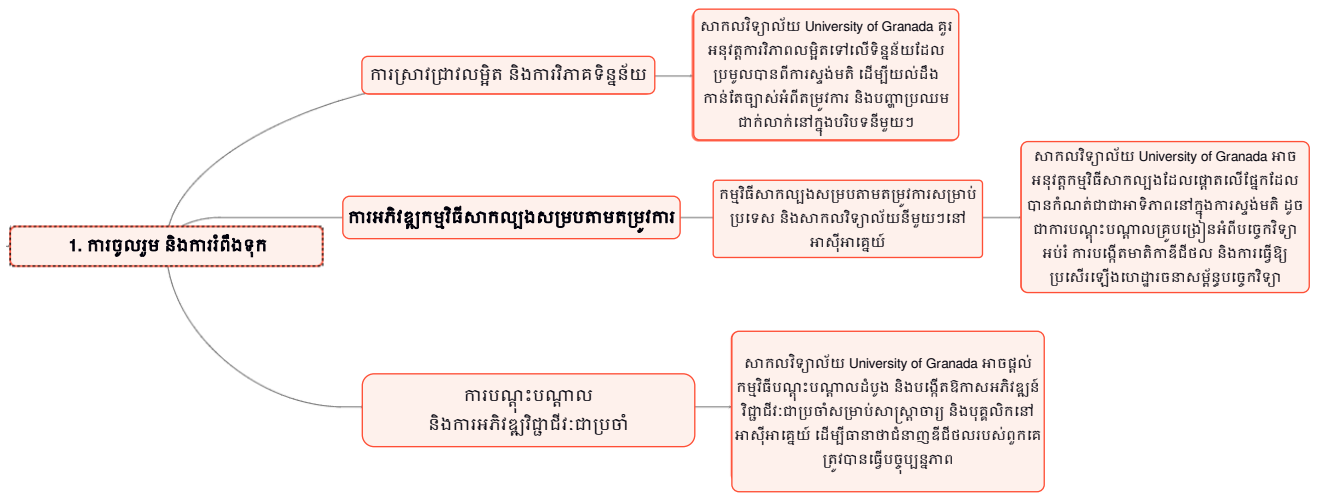 1. ការចូលរួម និងការរំពឹងទុក
ការស្រាវជ្រាវលម្អិត និងការវិភាគទិន្នន័យ
សាកលវិទ្យាល័យ University of Granada គួរ
អនុវត្តការវិភាពលម្អិតទៅលើទិន្នន័យដែល
ប្រមូលបានពីការស្ទង់មតិ ដើម្បីយល់ដឹង
កាន់តែច្បាស់អំពីតម្រូវការ និងបញ្ហាប្រឈម
ជាក់លាក់នៅក្នុងបរិបទនីមួយៗ
ការអភិវឌ្ឍកម្មវិធីសាកល្បងសម្របតាមតម្រូវការ
កម្មវិធីសាកល្បងសម្របតាមតម្រូវការសម្រាប់
ប្រទេស និងសាកលវិទ្យាល័យនីមួយៗនៅ
អាស៊ីអាគ្នេយ៍
សាកលវិទ្យាល័យ University of Granada អាច
អនុវត្តកម្មវិធីសាកល្បងដែលផ្តោតលើផ្នែកដែល
បានកំណត់ជាជាអាទិភាពនៅក្នុងការស្ទង់មតិ ដូច
ជាការបណ្តុះបណ្តាលគ្រូបង្រៀនអំពីបច្ចេកវិទ្យា
អប់រំ ការបង្កើតមាតិកាឌីជីថល និងការធ្វើឱ្យ
ប្រសើរឡើងហេដ្ឋារចនាសម្ព័ន្ធបច្ចេកវិទ្យា
ការបណ្តុះបណ្តាល
និងការអភិវឌ្ឍវិជ្ជាជីវៈជាប្រចាំ
សាកលវិទ្យាល័យ University of Granada អាចផ្តល់
កម្មវិធីបណ្តុះបណ្តាលដំបូង និងបង្កើតឱកាសអភិវឌ្ឍន៍
វិជ្ជាជីវៈជាប្រចាំសម្រាប់សាស្ត្រាចារ្យ និងបុគ្គលិកនៅ
អាស៊ីអាគ្នេយ៍ ដើម្បីធានាថាជំនាញឌីជីថលរបស់ពួកគេ
ត្រូវបានធ្វើបច្ចុប្បន្នភាព